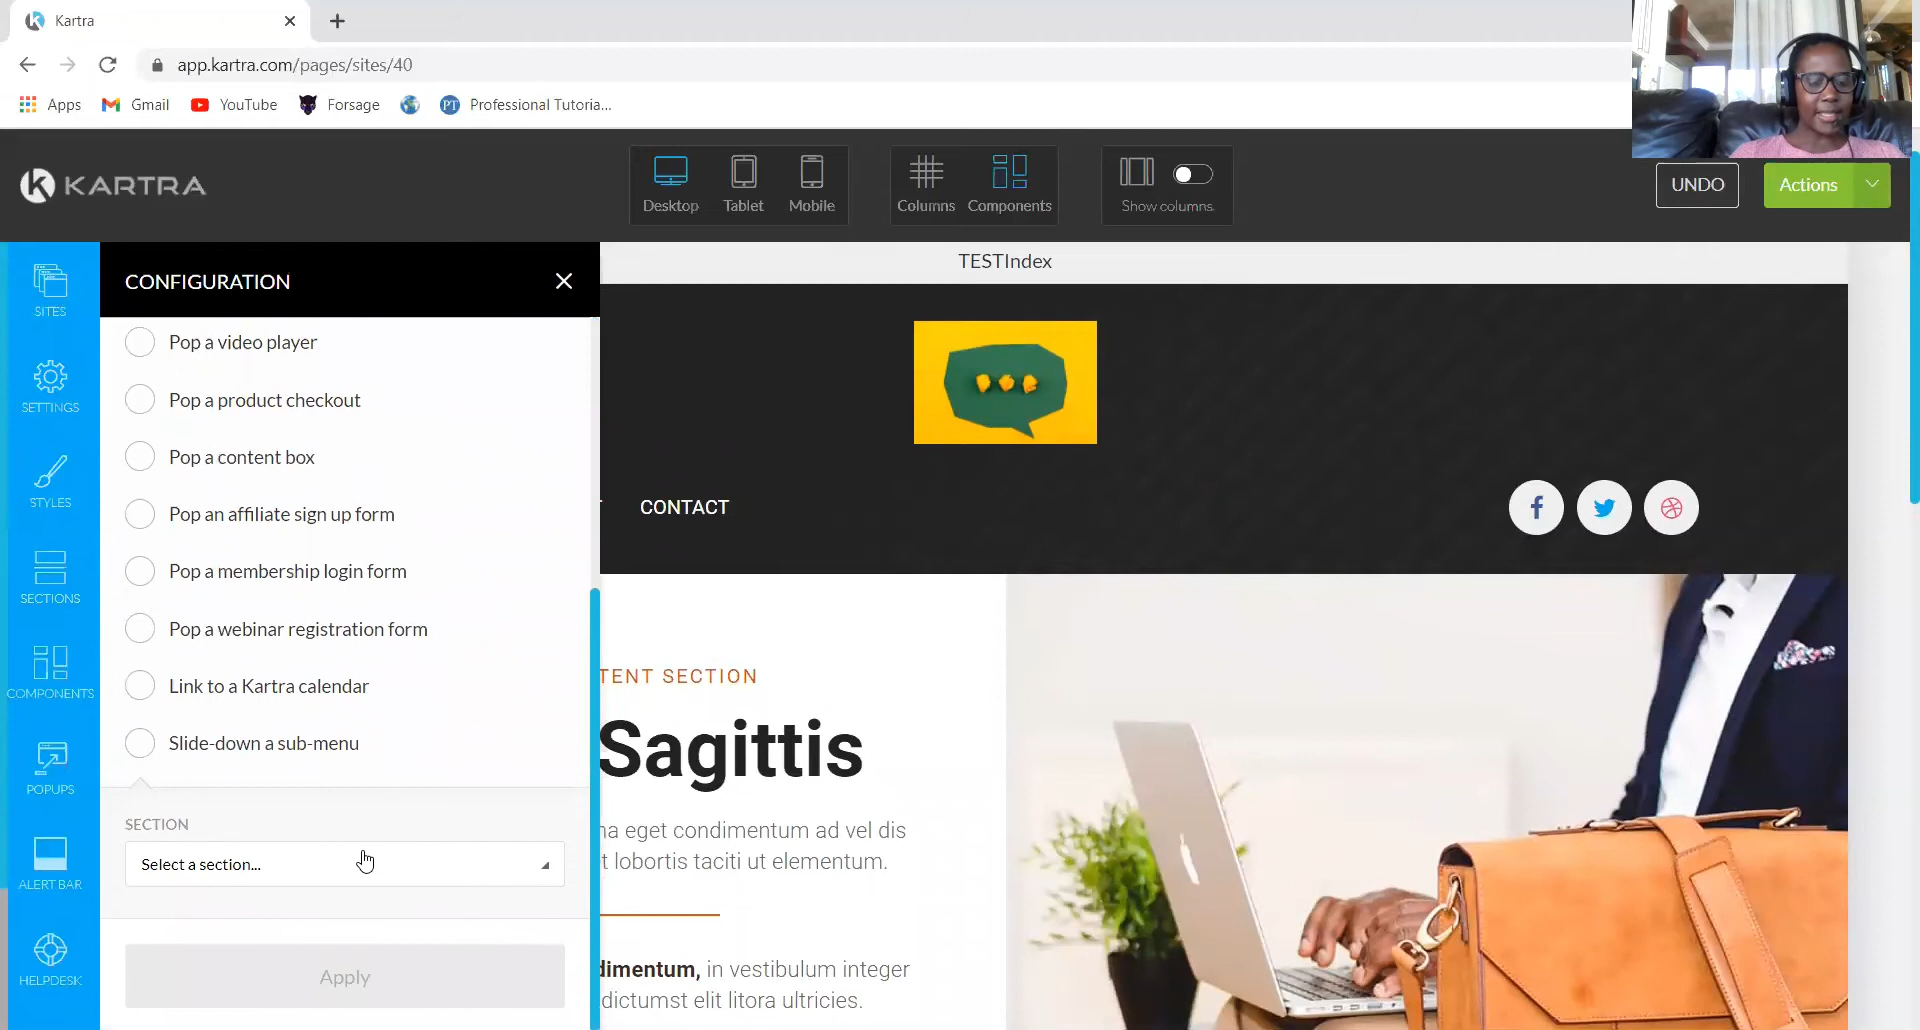 Kartra
app.kartra.com/pages/sites/40
Apps Gmail YouTube Forsage PT Professional Tutoria...
KARTRA
Desktop Tablet Mobile Columns Components Show columns
UNDO Actions
SITES
SETTINGS
STYLES
SECTIONS
COMPONENTS
POPUPS
ALERT BAR
HELPDESK
CONFIGURATION
Pop a video player
Pop a product checkout
Pop a content box
Pop an affiliate sign up form
Pop a membership login form
Pop a webinar registration form
Link to a Kartra calendar
Slide-down a sub-menu
SECTION
Select a section...
Apply
TESTIndex
CONTACT
TENT SECTION
Sagittis
na eget condimentum ad vel dis
t lobortis taciti ut elementum.
dimentum, in vestibulum integer
dictumst elit litora ultricies.